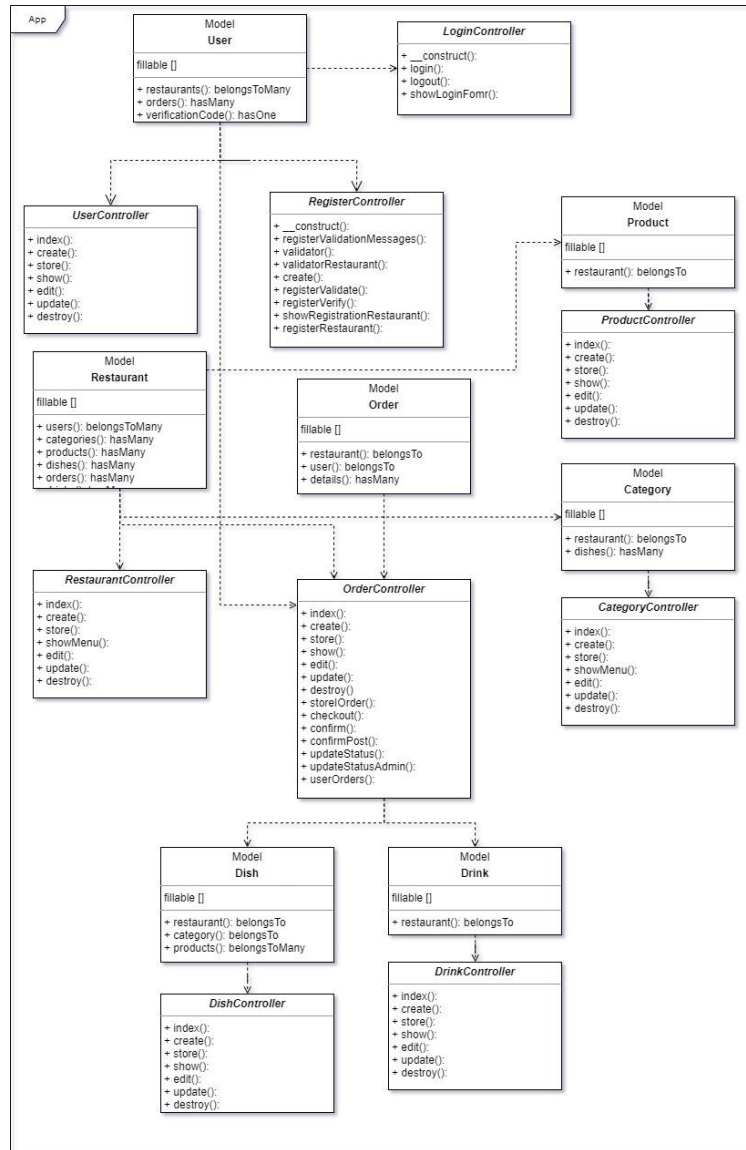 App
Model
User
fillable []
+ restaurants(): belongsToMany
+ orders(): hasMany
+ verificationCode(): hasOne
LoginController
+ __construct():
+ login():
+ logout():
+ showLoginFomr():
UserController
+ index():
+ create():
+ store():
+ show():
+ edit():
+ update():
+ destroy():
RegisterController
+ __construct():
+ registerValidationMessages():
+ validator():
+ validatorRestaurant():
+ create():
+ registerValidate():
+ registerVerify():
+ showRegistrationRestaurant():
+ registerRestaurant():
Model
Product
fillable []
+ restaurant(): belongsTo
ProductController
+ index():
+ create():
+ store():
+ show():
+ edit():
+ update():
+ destroy():
Model
Restaurant
fillable []
+ users(): belongsToMany
+ categories(): hasMany
+ products(): hasMany
+ dishes(): hasMany
+ orders(): hasMany
Model
Order
fillable []
+ restaurant(): belongsTo
+ user(): belongsTo
+ details(): hasMany
Model
Category
fillable []
+ restaurant(): belongsTo
+ dishes(): hasMany
RestaurantController
+ index():
+ create():
+ store():
+ showMenu():
+ edit():
+ update():
+ destroy():
OrderController
+ index():
+ create():
+ store():
+ show():
+ edit():
+ update():
+ destroy()
+ storelOrder():
+ checkout():
+ confirm():
+ confirmPost():
+ updateStatus():
+ updateStatusAdmin():
+ userOrders():
CategoryController
+ index():
+ create():
+ store():
+ showMenu():
+ edit():
+ update():
+ destroy():
Model
Dish
fillable []
+ restaurant(): belongsTo
+ category(): belongsTo
+ products(): belongsToMany
Model
Drink
fillable []
+ restaurant(): belongsTo
DishController
+ index():
+ create():
+ store():
+ show():
+ edit():
+ update():
+ destroy():
DrinkController
+ index():
+ create():
+ store():
+ show():
+ edit():
+ update():
+ destroy():